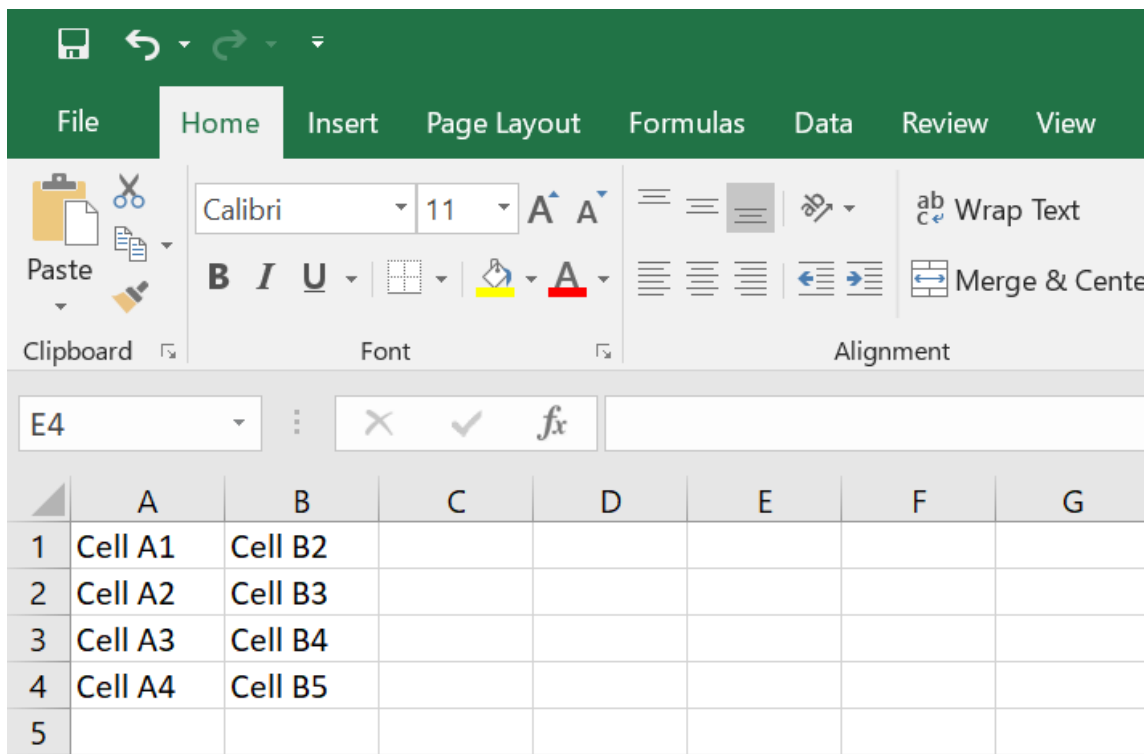 File Home Insert Page Layout Formulas Data Review View
Calibri 11 A A ab Wrap Text
c
Paste B I U A Merge & Cente
Clipboard Font Alignment
E4 fx
A B C D E F G
1 Cell A1 Cell B2
2 Cell A2 Cell B3
3 Cell A3 Cell B4
4 Cell A4 Cell B5
5